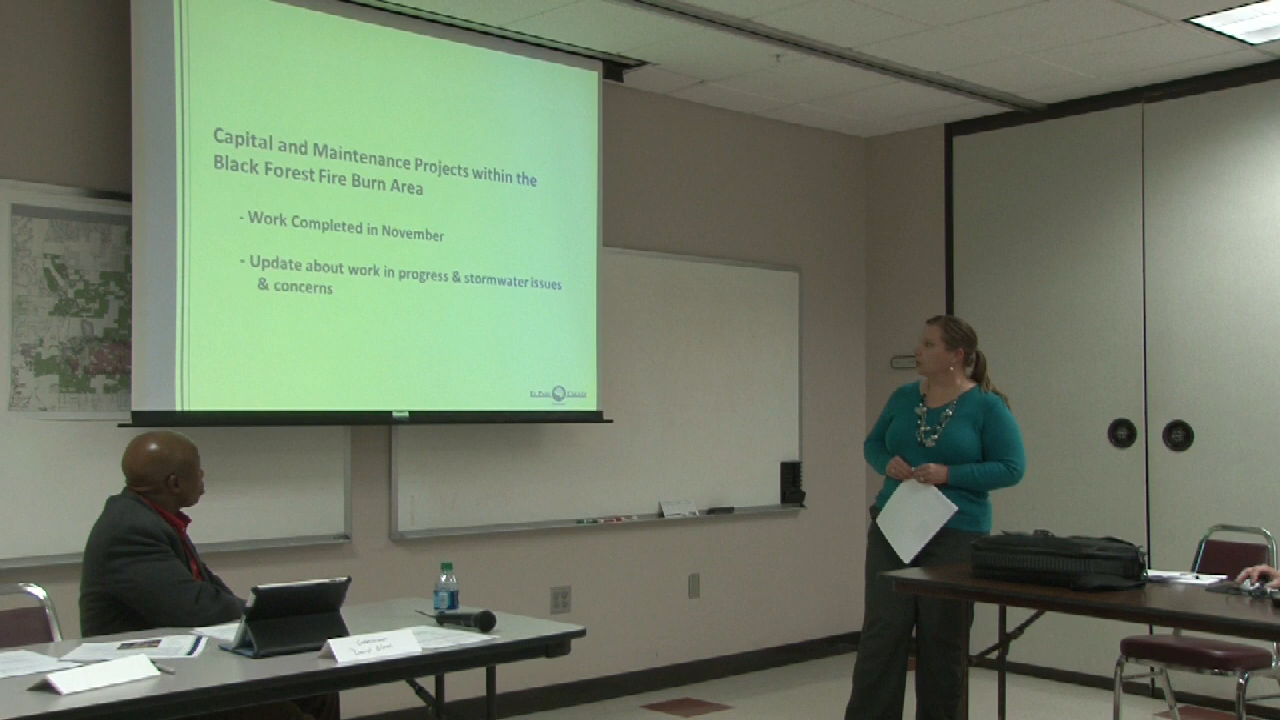 Capital and Maintenance Projects within the
Black Forest Fire Burn Area
- Work Completed in November
- Update about work in progress & stormwater issues
& concerns